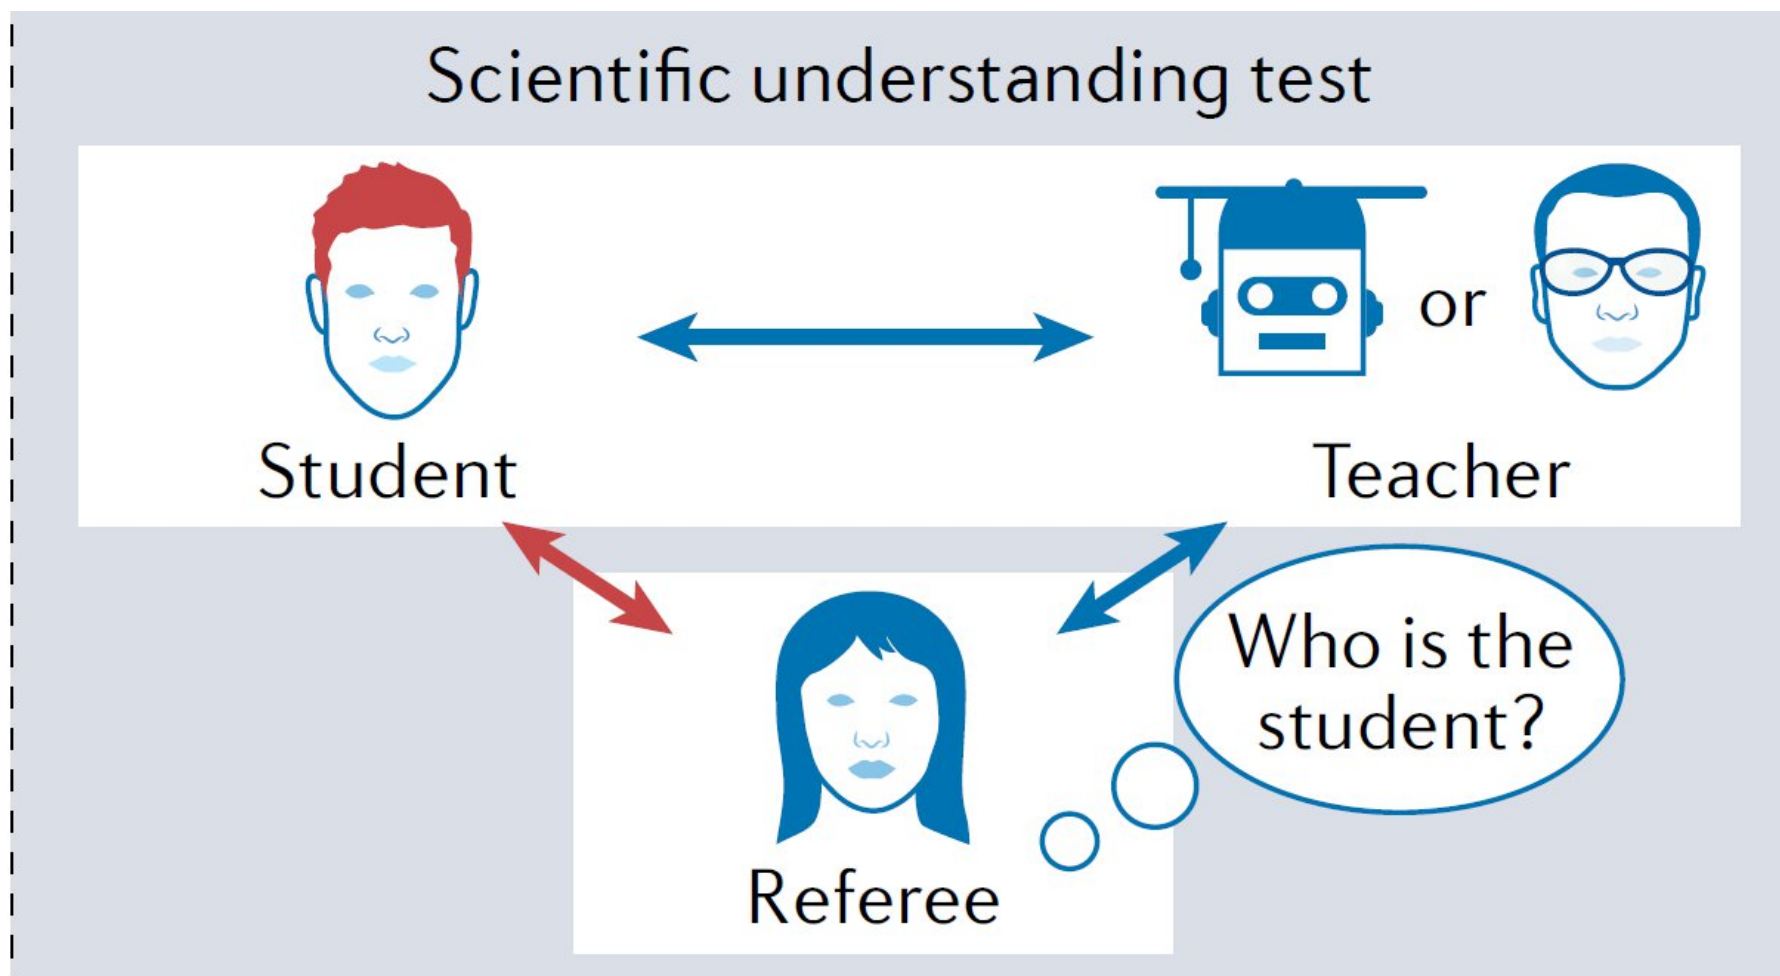 Scientific understanding test
or
Student
Teacher
Who is the
student?
Referee